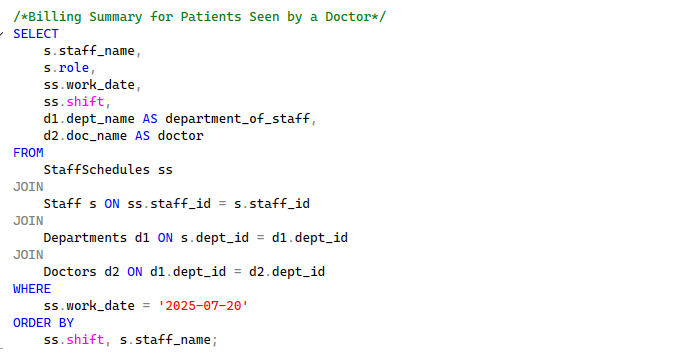 /*Billing Summary for Patients Seen by a Doctor*/
SELECT
    s.staff_name,
    s.role,
    ss.work_date,
    ss.shift,
    d1.dept_name AS department_of_staff,
    d2.doc_name AS doctor
FROM
    StaffSchedules ss
JOIN
    Staff s ON ss.staff_id = s.staff_id
JOIN
    Departments d1 ON s.dept_id = d1.dept_id
JOIN
    Doctors d2 ON d1.dept_id = d2.dept_id
WHERE
    ss.work_date = '2025-07-20'
ORDER BY
    ss.shift, s.staff_name;